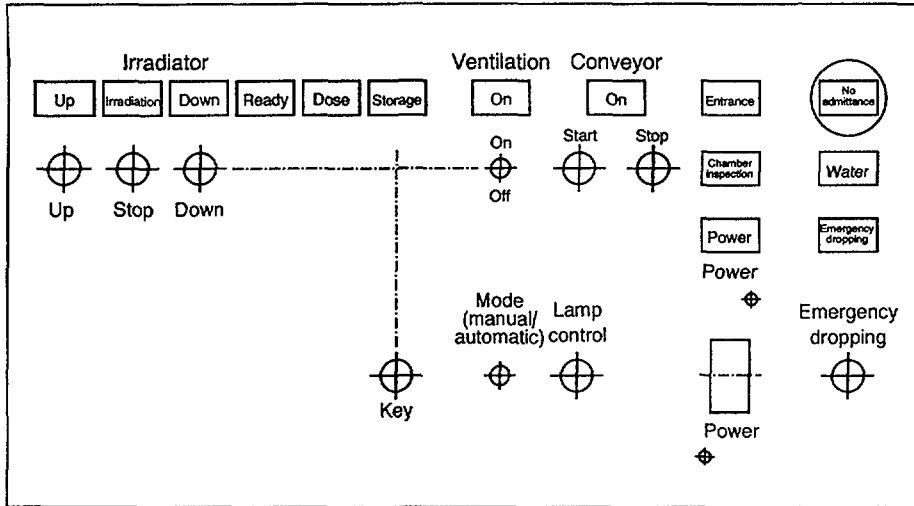 Irradiator Ventilation Conveyor
Up Irradiation Down Ready Dose Storage On On Entrance No
admittance
On Start Stop
Chamber
inspection Water
Off
Up Stop Down
Power Emergency
dropping
Power
Mode
(manual/
automatic) Lamp
control Emergency
dropping
Key
Power